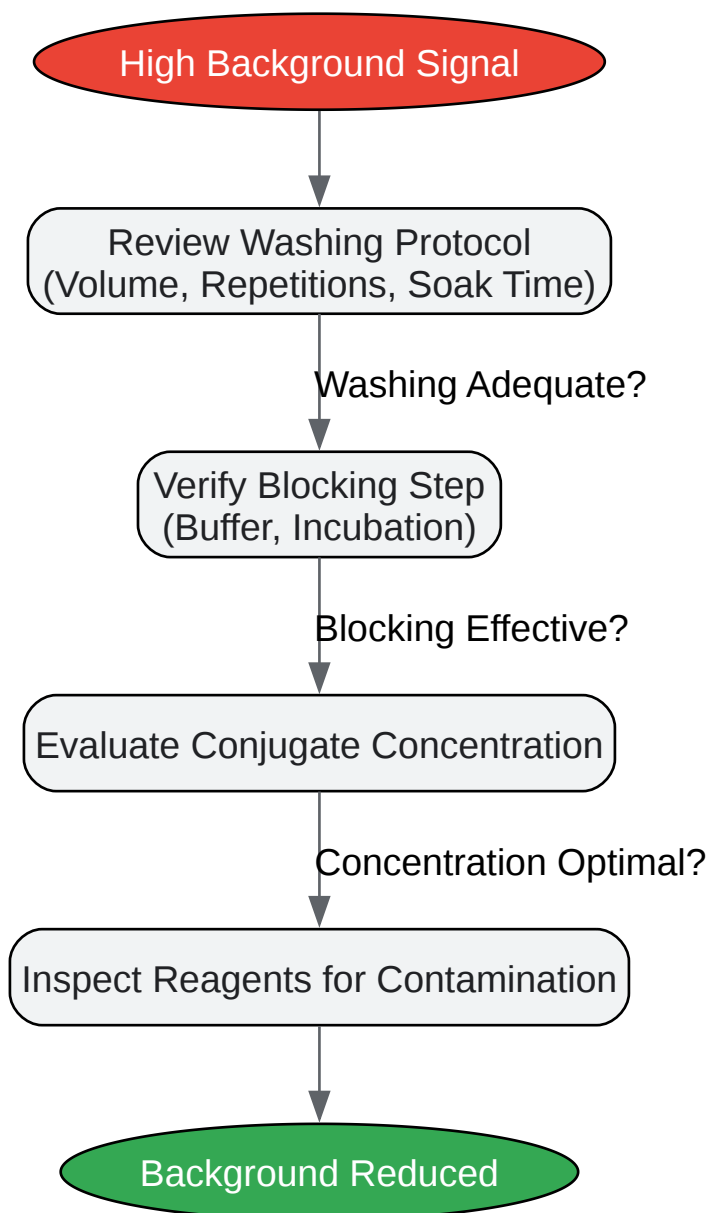 High Background Signal
Review Washing Protocol
(Volume, Repetitions, Soak Time)
Washing Adequate?
Verify Blocking Step
(Buffer, Incubation)
Blocking Effective?
Evaluate Conjugate Concentration
Concentration Optimal?
Inspect Reagents for Contamination
Background Reduced